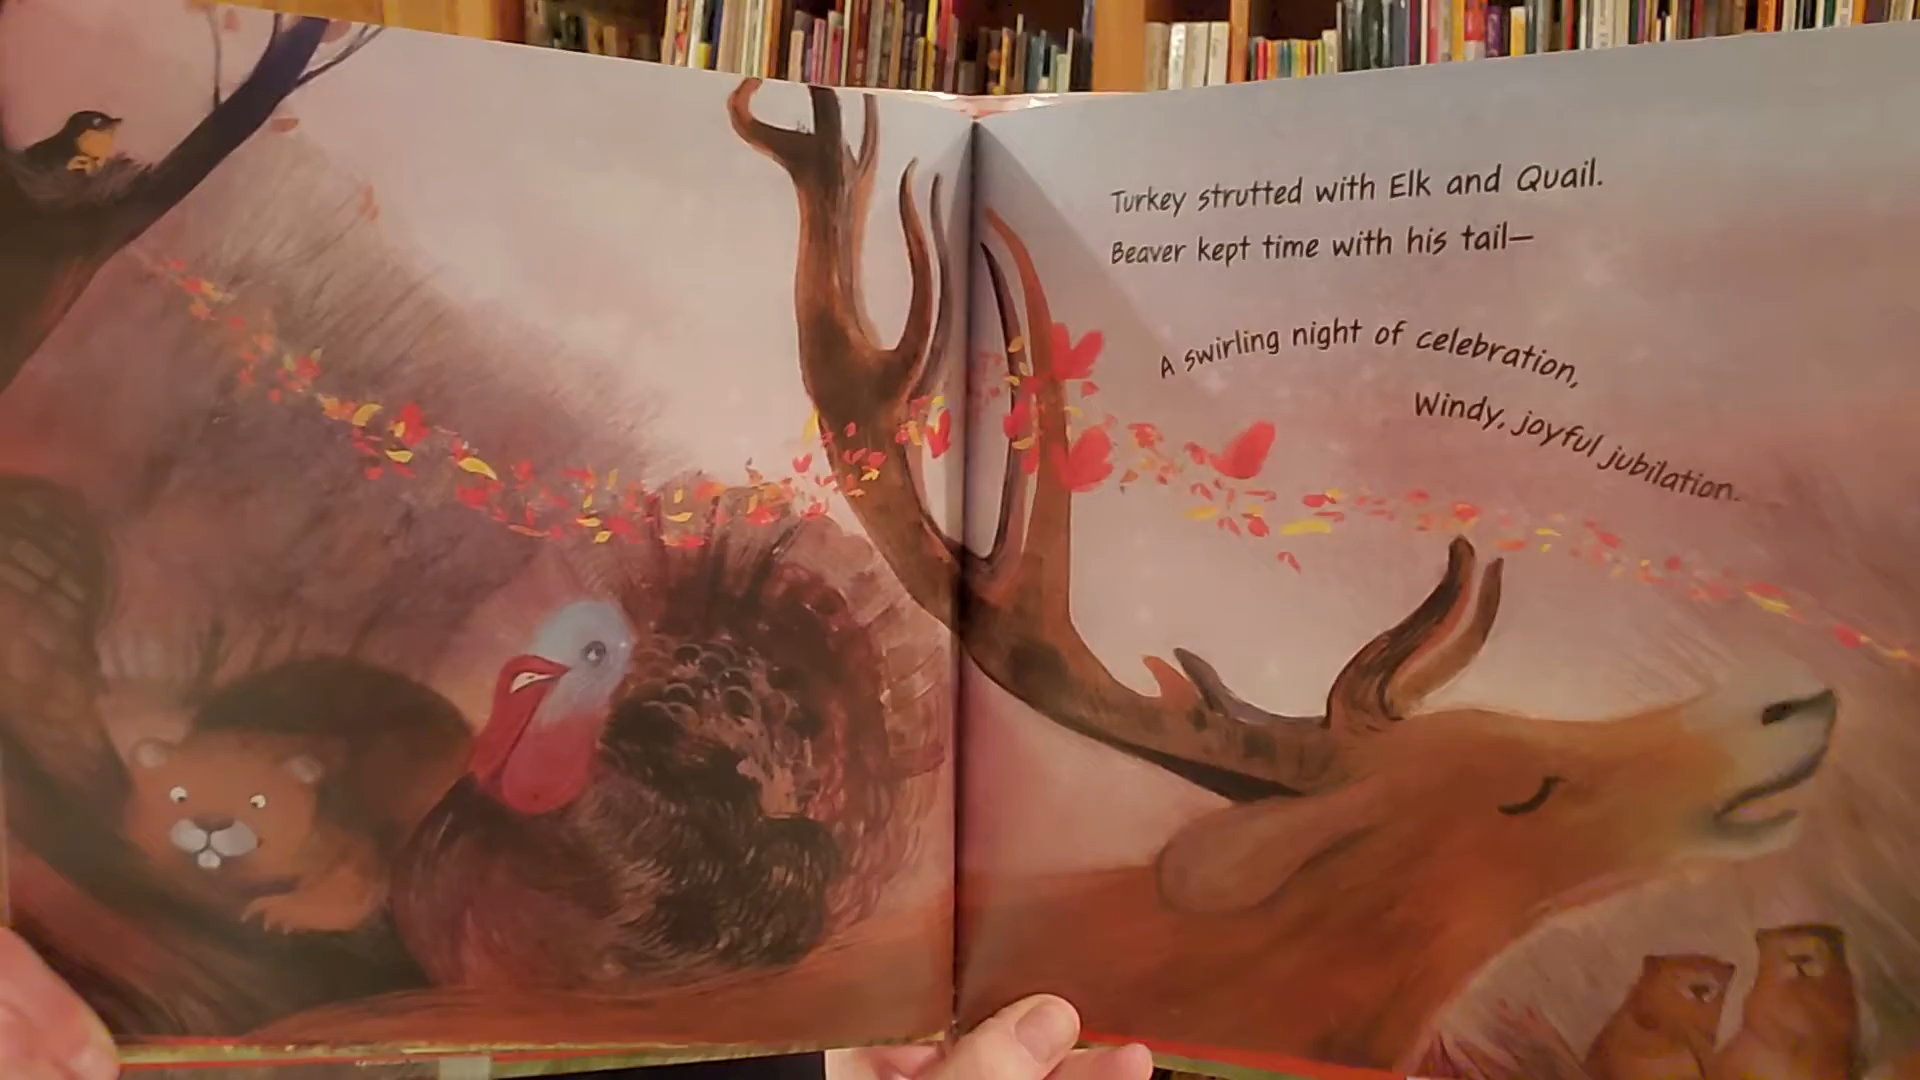 Turkey strutted with Elk and Quail.
Beaver kept time with his tail—
A swirling night of celebration,
Windy, joyful jubilation.